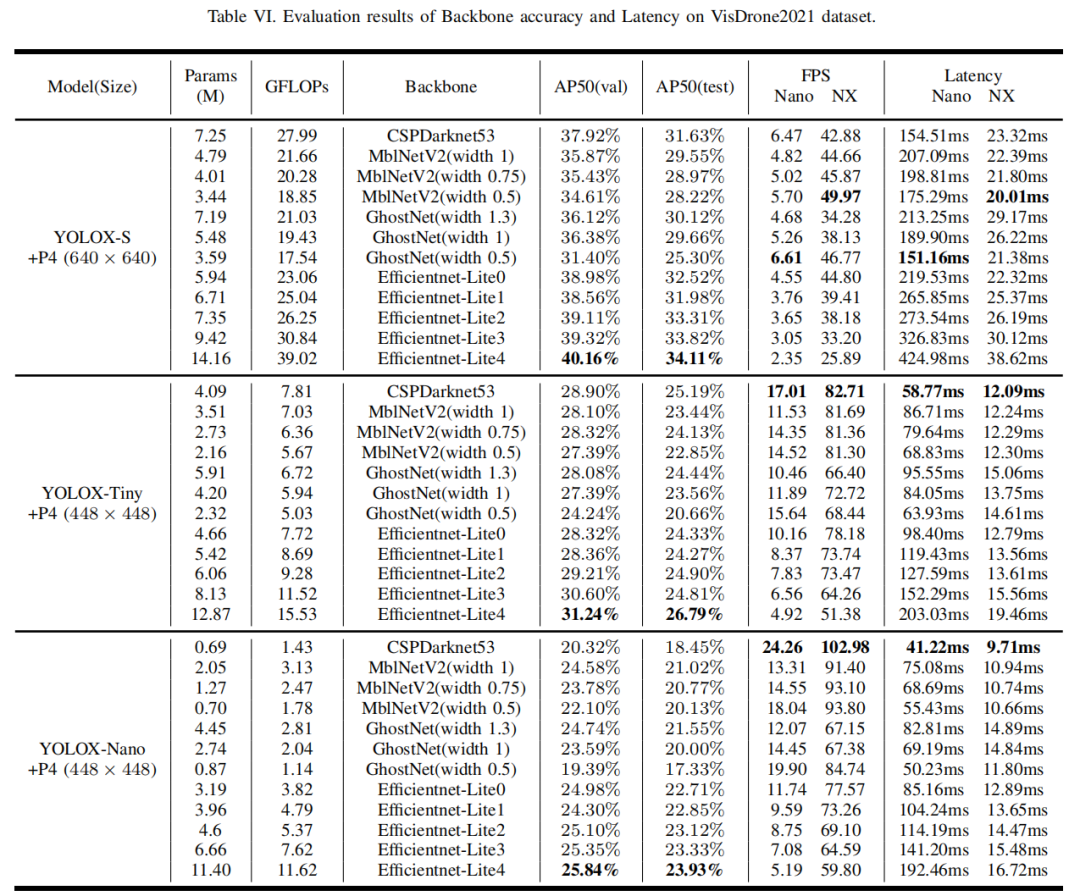 Table VI. Evaluation results of Backbone accuracy and Latency on VisDrone2021 dataset.
Model(Size) Params (M) GFLOPs Backbone AP50(val) AP50(test) FPS Nano NX Latency Nano NX
YOLOX-S +P4 (640 × 640)
7.25 27.99 CSPDarknet53 37.92% 31.63% 6.47 42.88 154.51ms 23.32ms
4.79 21.66 MblNetV2(width 1) 35.87% 29.55% 4.82 44.66 207.09ms 22.39ms
4.01 20.28 MblNetV2(width 0.75) 35.43% 28.97% 5.02 45.87 198.81ms 21.80ms
3.44 18.85 MblNetV2(width 0.5) 34.61% 28.22% 5.70 49.97 175.29ms 20.01ms
7.19 21.03 GhostNet(width 1.3) 36.12% 30.12% 4.68 34.28 213.25ms 29.17ms
5.48 19.43 GhostNet(width 1) 36.38% 29.66% 5.26 38.13 189.90ms 26.22ms
3.59 17.54 GhostNet(width 0.5) 31.40% 25.30% 6.61 46.77 151.16ms 21.38ms
5.94 23.06 Efficientnet-Lite0 38.98% 32.52% 4.55 44.80 219.53ms 22.32ms
6.71 25.04 Efficientnet-Lite1 38.56% 31.98% 3.76 39.41 265.85ms 25.37ms
7.35 26.25 Efficientnet-Lite2 39.11% 33.31% 3.65 38.18 273.54ms 26.19ms
9.42 30.84 Efficientnet-Lite3 39.32% 33.82% 3.05 33.20 326.83ms 30.12ms
14.16 39.02 Efficientnet-Lite4 40.16% 34.11% 2.35 25.89 424.98ms 38.62ms
YOLOX-Tiny +P4 (448 × 448)
4.09 7.81 CSPDarknet53 28.90% 25.19% 17.01 82.71 58.77ms 12.09ms
3.51 7.03 MblNetV2(width 1) 28.10% 23.44% 11.53 81.69 86.71ms 12.24ms
2.73 6.36 MblNetV2(width 0.75) 28.32% 24.13% 14.35 81.36 79.64ms 12.29ms
2.16 5.67 MblNetV2(width 0.5) 27.39% 22.85% 14.52 81.30 68.83ms 12.30ms
5.91 6.72 GhostNet(width 1.3) 28.08% 24.44% 10.46 66.40 95.55ms 15.06ms
4.20 5.94 GhostNet(width 1) 27.39% 23.56% 11.89 72.72 84.05ms 13.75ms
2.32 5.03 GhostNet(width 0.5) 24.24% 20.66% 15.64 68.44 63.93ms 14.61ms
4.66 7.72 Efficientnet-Lite0 28.32% 24.33% 10.16 78.18 98.40ms 12.79ms
5.42 8.69 Efficientnet-Lite1 28.36% 24.27% 8.37 73.74 119.43ms 13.56ms
6.06 9.28 Efficientnet-Lite2 29.21% 24.90% 7.83 73.47 127.59ms 13.61ms
8.13 11.52 Efficientnet-Lite3 30.60% 24.81% 6.56 64.26 152.29ms 15.56ms
12.87 15.53 Efficientnet-Lite4 31.24% 26.79% 4.92 51.38 203.03ms 19.46ms
YOLOX-Nano +P4 (448 × 448)
0.69 1.43 CSPDarknet53 20.32% 18.45% 24.26 102.98 41.22ms 9.71ms
2.05 3.13 MblNetV2(width 1) 24.58% 21.02% 13.31 91.40 75.08ms 10.94ms
1.27 2.47 MblNetV2(width 0.75) 23.78% 20.77% 14.55 93.10 68.69ms 10.74ms
0.70 1.78 MblNetV2(width 0.5) 22.10% 20.13% 18.04 93.80 55.43ms 10.66ms
4.45 2.81 GhostNet(width 1.3) 24.74% 21.55% 12.07 67.15 82.81ms 14.89ms
2.74 2.04 GhostNet(width 1) 23.59% 20.00% 14.45 67.38 69.19ms 14.84ms
0.87 1.14 GhostNet(width 0.5) 19.39% 17.33% 19.90 84.74 50.23ms 11.80ms
3.19 3.82 Efficientnet-Lite0 24.98% 22.71% 11.74 77.57 85.16ms 12.89ms
3.96 4.79 Efficientnet-Lite1 24.30% 22.85% 9.59 73.26 104.24ms 13.65ms
4.6 5.37 Efficientnet-Lite2 25.10% 23.12% 8.75 69.10 114.19ms 14.47ms
6.66 7.62 Efficientnet-Lite3 25.35% 23.33% 7.08 64.59 141.20ms 15.48ms
11.40 11.62 Efficientnet-Lite4 25.84% 23.93% 5.19 59.80 192.46ms 16.72ms